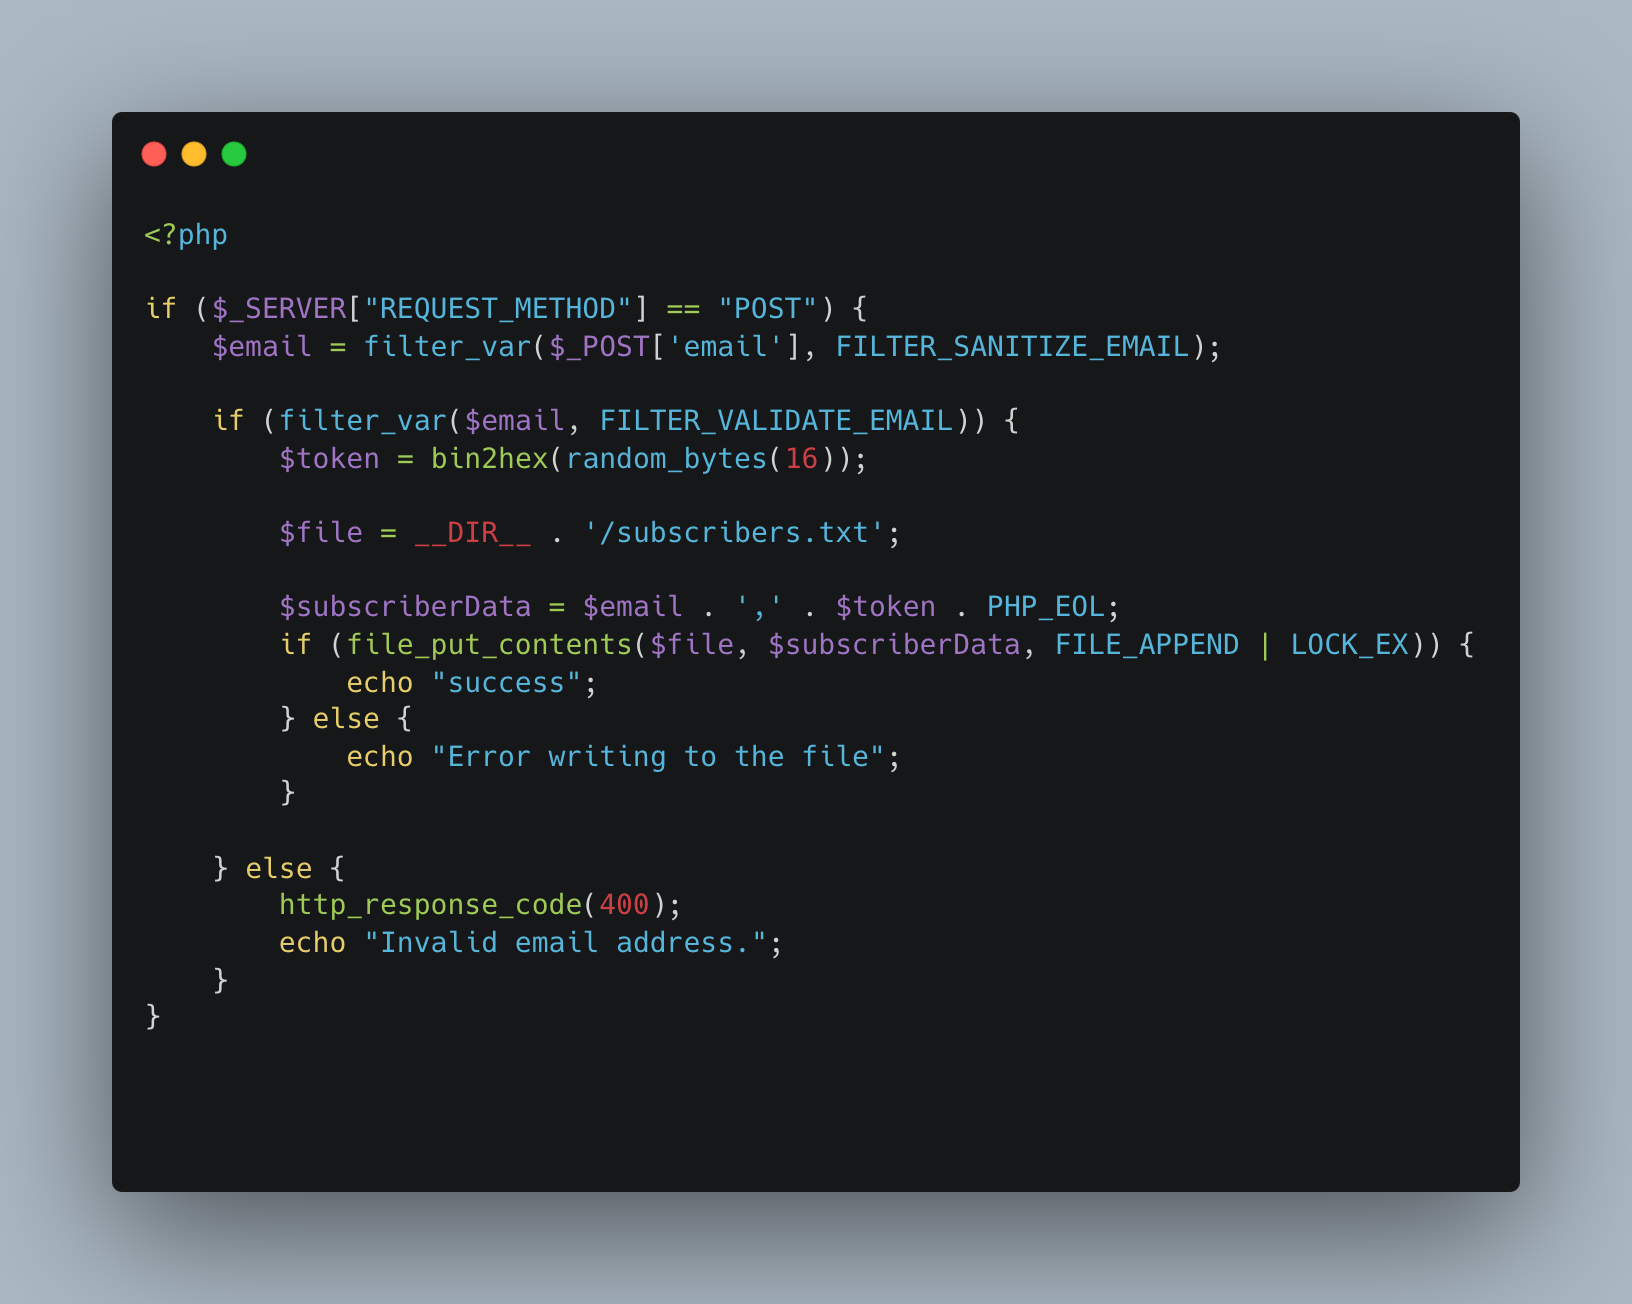 <?php

if ($_SERVER["REQUEST_METHOD"] == "POST") {
    $email = filter_var($_POST['email'], FILTER_SANITIZE_EMAIL);

    if (filter_var($email, FILTER_VALIDATE_EMAIL)) {
        $token = bin2hex(random_bytes(16));

        $file = __DIR__ . '/subscribers.txt';

        $subscriberData = $email . ',' . $token . PHP_EOL;
        if (file_put_contents($file, $subscriberData, FILE_APPEND | LOCK_EX)) {
            echo "success";
        } else {
            echo "Error writing to the file";
        }

    } else {
        http_response_code(400);
        echo "Invalid email address.";
    }
}